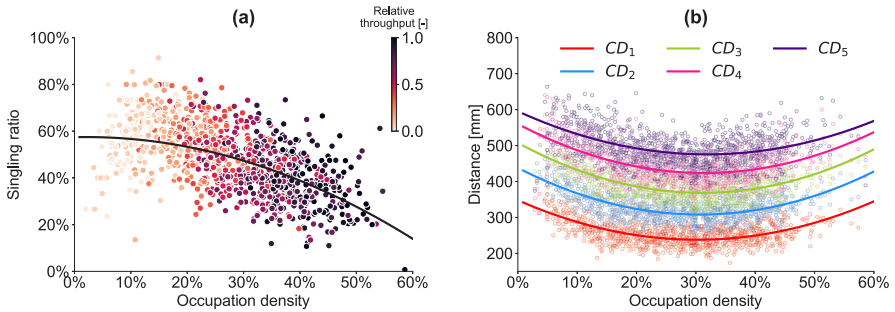 (a)
Relative
throughput [-]
1.0
0.5
0.0
100%
80%
60%
40%
20%
0%
Singling ratio
0% 10% 20% 30% 40% 50% 60%
Occupation density
(b)
CD1 CD3 CD5
CD2 CD4
800
700
600
500
400
300
200
Distance [mm]
0% 10% 20% 30% 40% 50% 60%
Occupation density